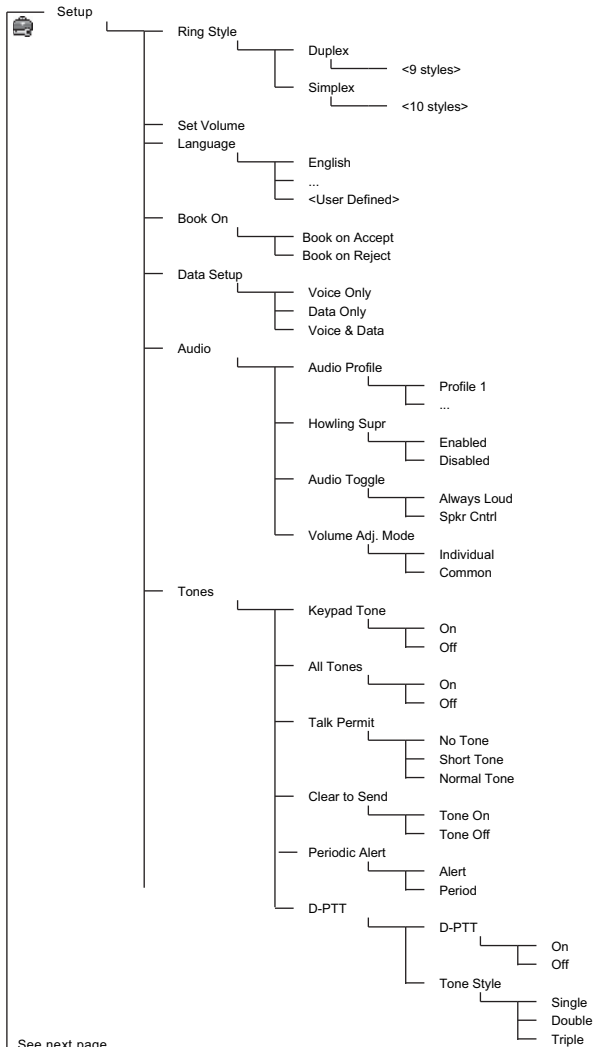 Setup
Ring Style
Duplex
<9 styles>
Simplex
<10 styles>
Set Volume
Language
English
...
<User Defined>
Book On
Book on Accept
Book on Reject
Data Setup
Voice Only
Data Only
Voice & Data
Audio
Audio Profile
Profile 1
...
Howling Supr
Enabled
Disabled
Audio Toggle
Always Loud
Spkr Cntrl
Volume Adj. Mode
Individual
Common
Tones
Keypad Tone
On
Off
All Tones
On
Off
Talk Permit
No Tone
Short Tone
Normal Tone
Clear to Send
Tone On
Tone Off
Periodic Alert
Alert
Period
D-PTT
D-PTT
On
Off
Tone Style
Single
Double
Triple
See next page